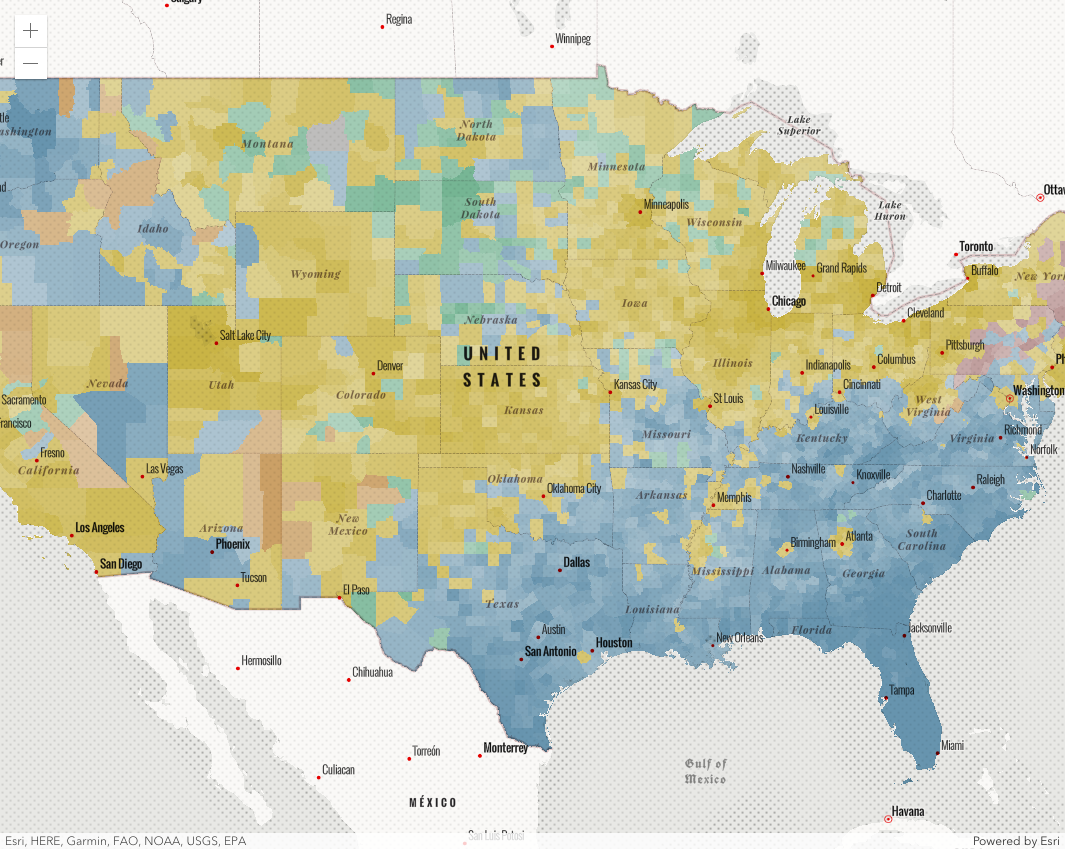 Calgary
Regina
Winnipeg
+
−
North
Dakota
Montana
Minnesota
Lake
Superior
Washington
Idaho
South
Dakota
Minneapolis
Wisconsin
Lake
Huron
Ottawa
Toronto
Oregon
Wyoming
Iowa
Milwaukee
Grand Rapids
Buffalo
New York
Detroit
Chicago
Cleveland
Nebraska
Salt Lake City
UNITED
STATES
Pittsburgh
Denver
Illinois
Indianapolis
Columbus
Nevada
Utah
Colorado
Kansas City
Cincinnati
Washington
Sacramento
Kansas
St Louis
West
Virginia
Louisville
Francisco
Missouri
Kentucky
Virginia
Richmond
Norfolk
Fresno
California
Las Vegas
Oklahoma
Oklahoma City
Nashville
Knoxville
Raleigh
Arkansas
Memphis
Charlotte
Los Angeles
Arizona
New
Mexico
Phoenix
Birmingham
Atlanta
South
Carolina
San Diego
Dallas
Mississippi
Alabama
Georgia
Tucson
El Paso
Texas
Louisiana
Austin
San Antonio
Houston
New Orleans
Florida
Jacksonville
Hermosillo
Chihuahua
Tampa
Torreón
Monterrey
Miami
Culiacan
Gulf of
Mexico
MÉXICO
Havana
San Luis Potosí
Esri, HERE, Garmin, FAO, NOAA, USGS, EPA
Powered by Esri